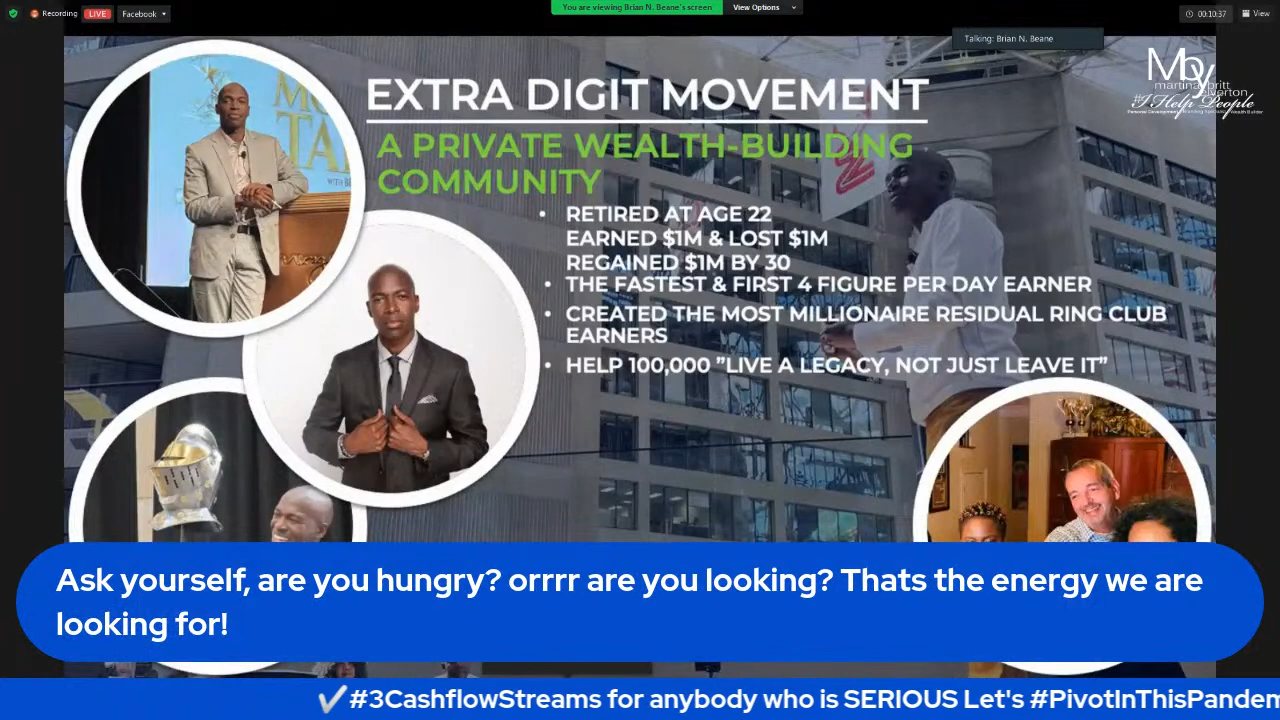 Recording
LIVE
Facebook
You are viewing Brian N. Beane's screen
View Options
00:10:37
View
Talking: Brian N. Beane
Mby
martina britt
yelverton
#I Help People
EXTRA DIGIT MOVEMENT
A PRIVATE WEALTH-BUILDING
COMMUNITY
• RETIRED AT AGE 22
EARNED $1M & LOST $1M
REGAINED $1M BY 30
• THE FASTEST & FIRST 4 FIGURE PER DAY EARNER
• CREATED THE MOST MILLIONAIRE RESIDUAL RING CLUB
EARNERS
• HELP 100,000 ”LIVE A LEGACY, NOT JUST LEAVE IT”
Ask yourself, are you hungry? orrrr are you looking? Thats the energy we are
looking for!
✔#3CashflowStreams for anybody who is SERIOUS Let's #PivotInThisPandem